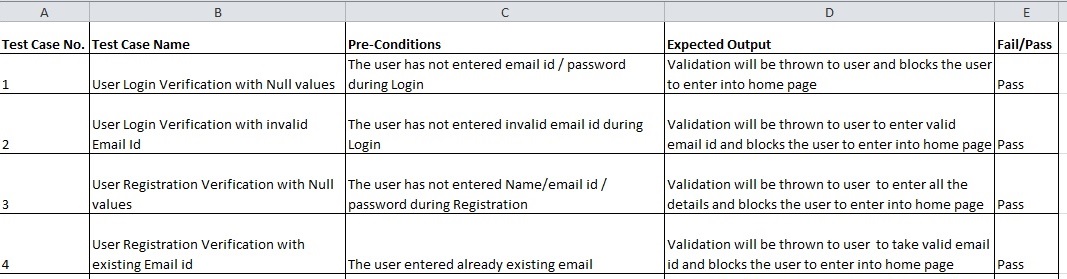 A B C D E
Test Case No. Test Case Name Pre-Conditions Expected Output Fail/Pass
The user has not entered email id / password Validation will be thrown to user and blocks the user
1 User Login Verification with Null values during Login to enter into home page Pass
User Login Verification with invalid The user has not entered invalid email id during Validation will be thrown to user to enter valid
2 Email Id Login email id and blocks the user to enter into home page Pass
User Registration Verification with Null The user has not entered Name/email id / Validation will be thrown to user to enter all the
3 values password during Registration details and blocks the user to enter into home page Pass
User Registration Verification with Validation will be thrown to user to take valid email
4 existing Email id The user entered already existing email id and blocks the user to enter into home page Pass